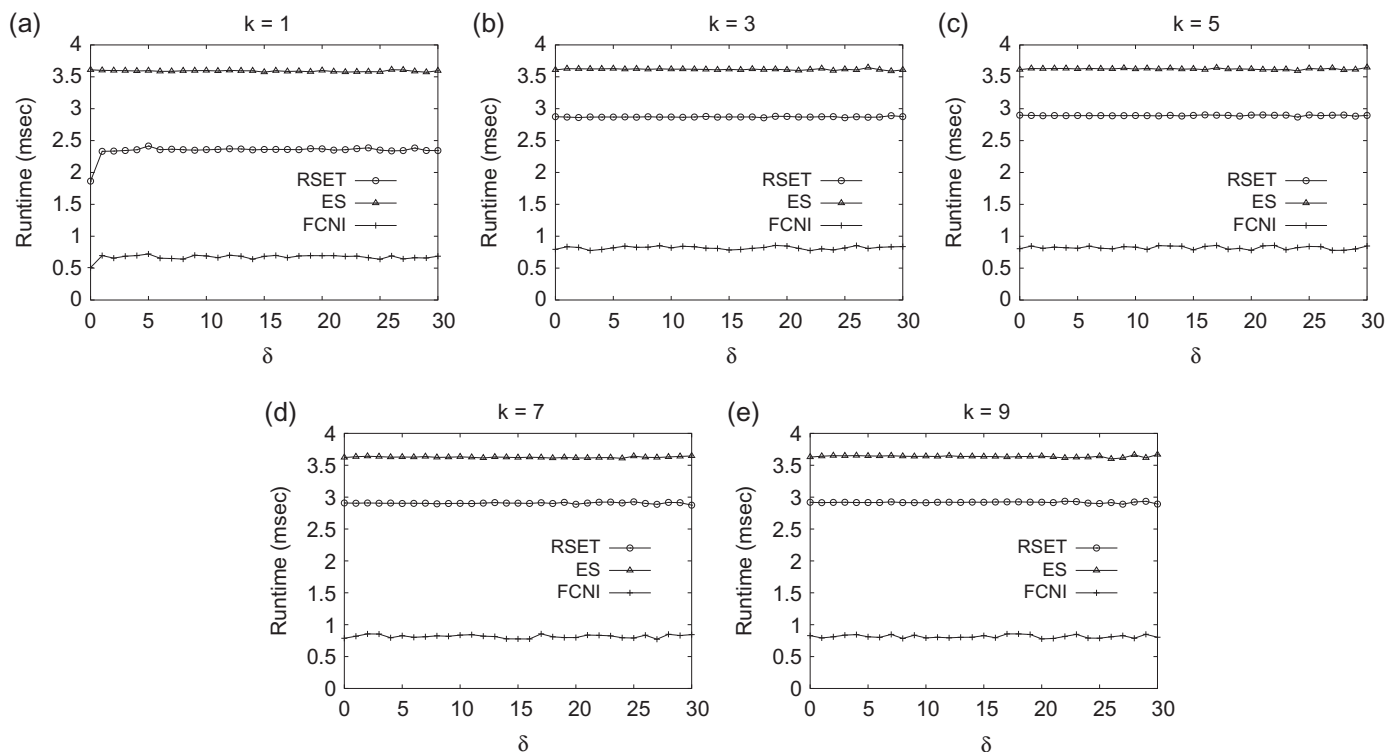 (a)
k = 1
4
3.5
3
2.5
2
1.5
1
0.5
0
Runtime (msec)
RSET
ES
FCNI
0 5 10 15 20 25 30
δ
(b)
k = 3
4
3.5
3
2.5
2
1.5
1
0.5
0
Runtime (msec)
RSET
ES
FCNI
0 5 10 15 20 25 30
δ
(c)
k = 5
4
3.5
3
2.5
2
1.5
1
0.5
0
Runtime (msec)
RSET
ES
FCNI
0 5 10 15 20 25 30
δ
(d)
k = 7
4
3.5
3
2.5
2
1.5
1
0.5
0
Runtime (msec)
RSET
ES
FCNI
0 5 10 15 20 25 30
δ
(e)
k = 9
4
3.5
3
2.5
2
1.5
1
0.5
0
Runtime (msec)
RSET
ES
FCNI
0 5 10 15 20 25 30
δ